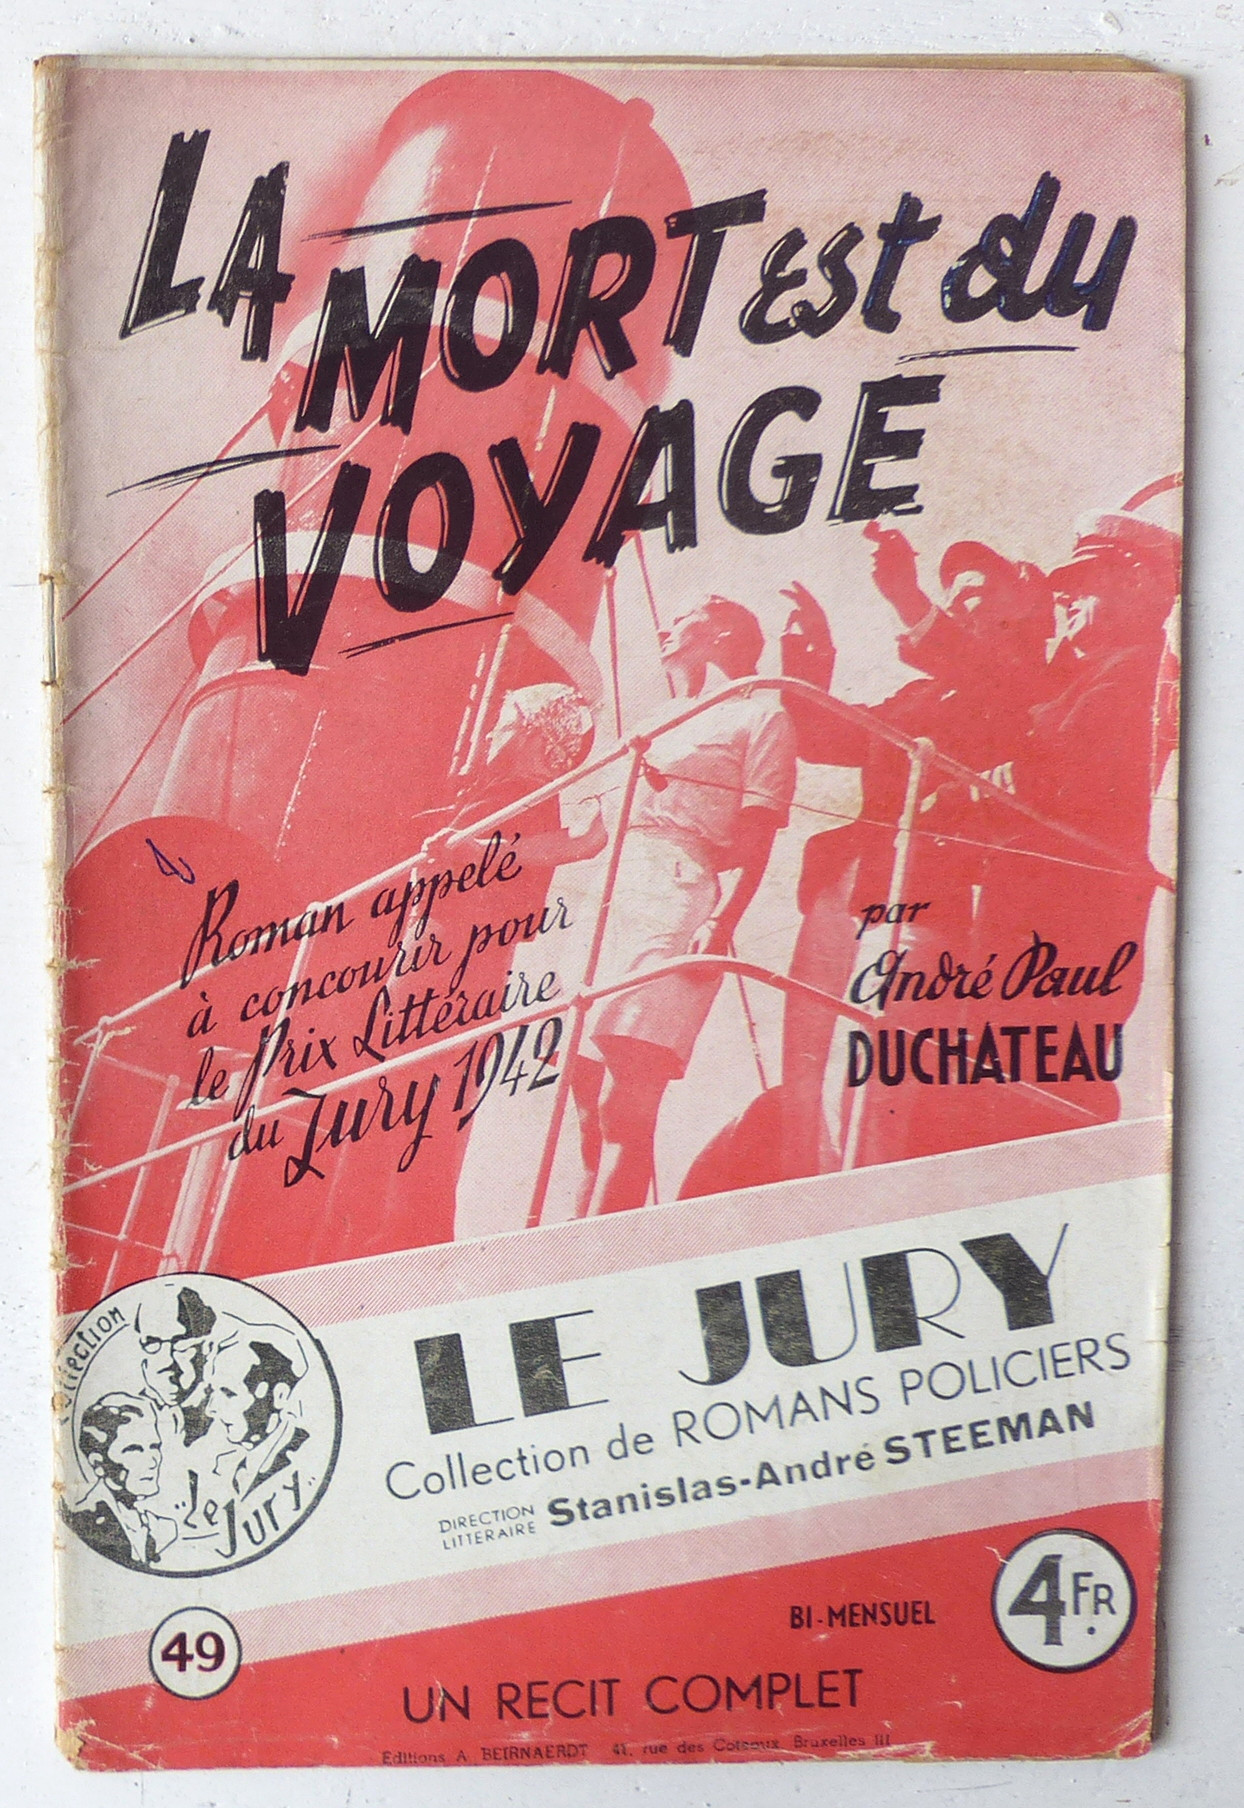 LA MORT est du
VOYAGE
Roman appelé
à concourir pour
le Prix Littéraire
du Jury 1942
par
André Paul
DUCHATEAU
Collection
"Le
Jury"
LE JURY
Collection de ROMANS POLICIERS
DIRECTION
LITTERAIRE
Stanislas-André STEEMAN
49
BI-MENSUEL
4 FR.
UN RECIT COMPLET
Editions A. BEIRNAERDT 41, rue des Coteaux Bruxelles III